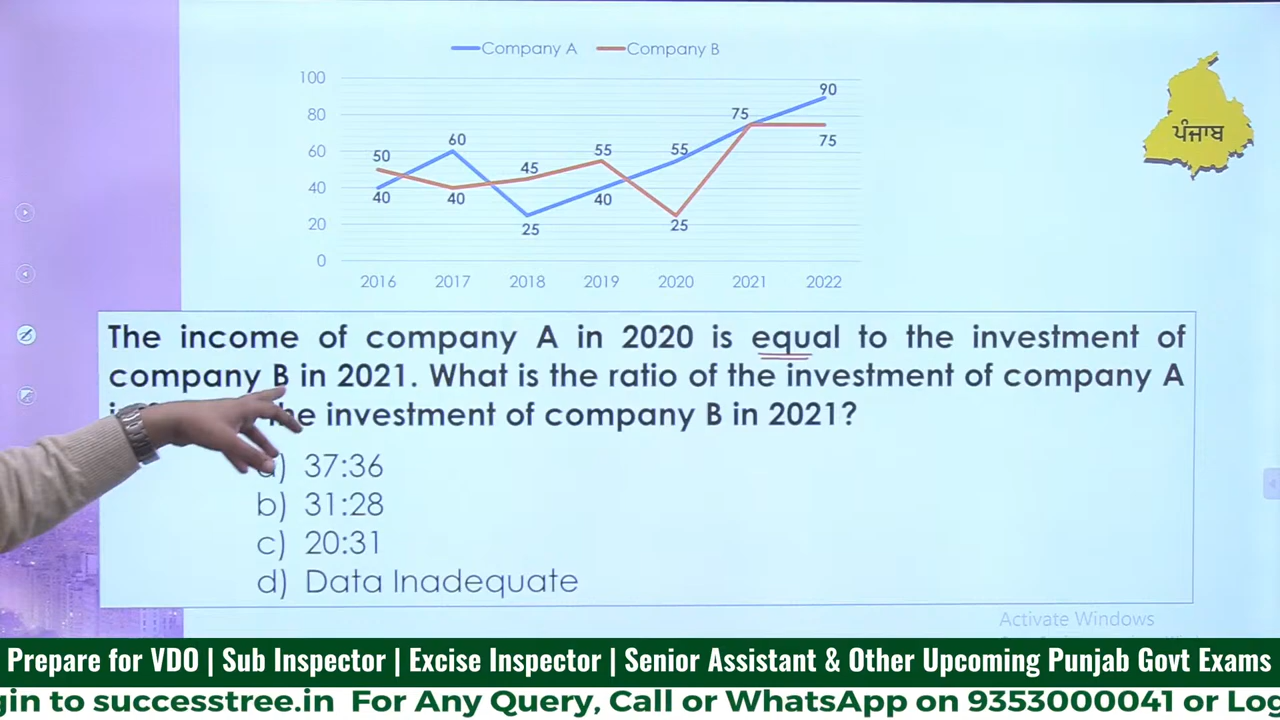 Company A Company B
100
80
60
40
20
0
50 60 45 55 55 75 90
40 40 25 40 25 75
2016 2017 2018 2019 2020 2021 2022
ਪੰਜਾਬ
The income of company A in 2020 is equal to the investment of
company B in 2021. What is the ratio of the investment of company A
the investment of company B in 2021?
a) 37:36
b) 31:28
c) 20:31
d) Data Inadequate
Activate Windows
Prepare for VDO | Sub Inspector | Excise Inspector | Senior Assistant & Other Upcoming Punjab Govt Exams
gin to successtree.in For Any Query, Call or WhatsApp on 9353000041 or Log